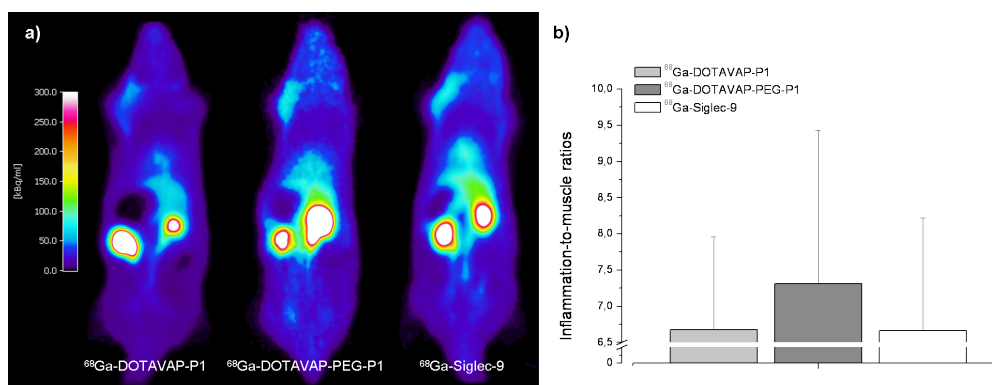 a)
300.0
250.0
200.0
150.0
100.0
50.0
0.0
[kBq/ml]
68Ga-DOTAVAP-P1
68Ga-DOTAVAP-PEG-P1
68Ga-Siglec-9
b)
68Ga-DOTAVAP-P1
68Ga-DOTAVAP-PEG-P1
68Ga-Siglec-9
10,0
9,5
9,0
8,5
8,0
7,5
7,0
6,5
0
Inflammation-to-muscle ratios